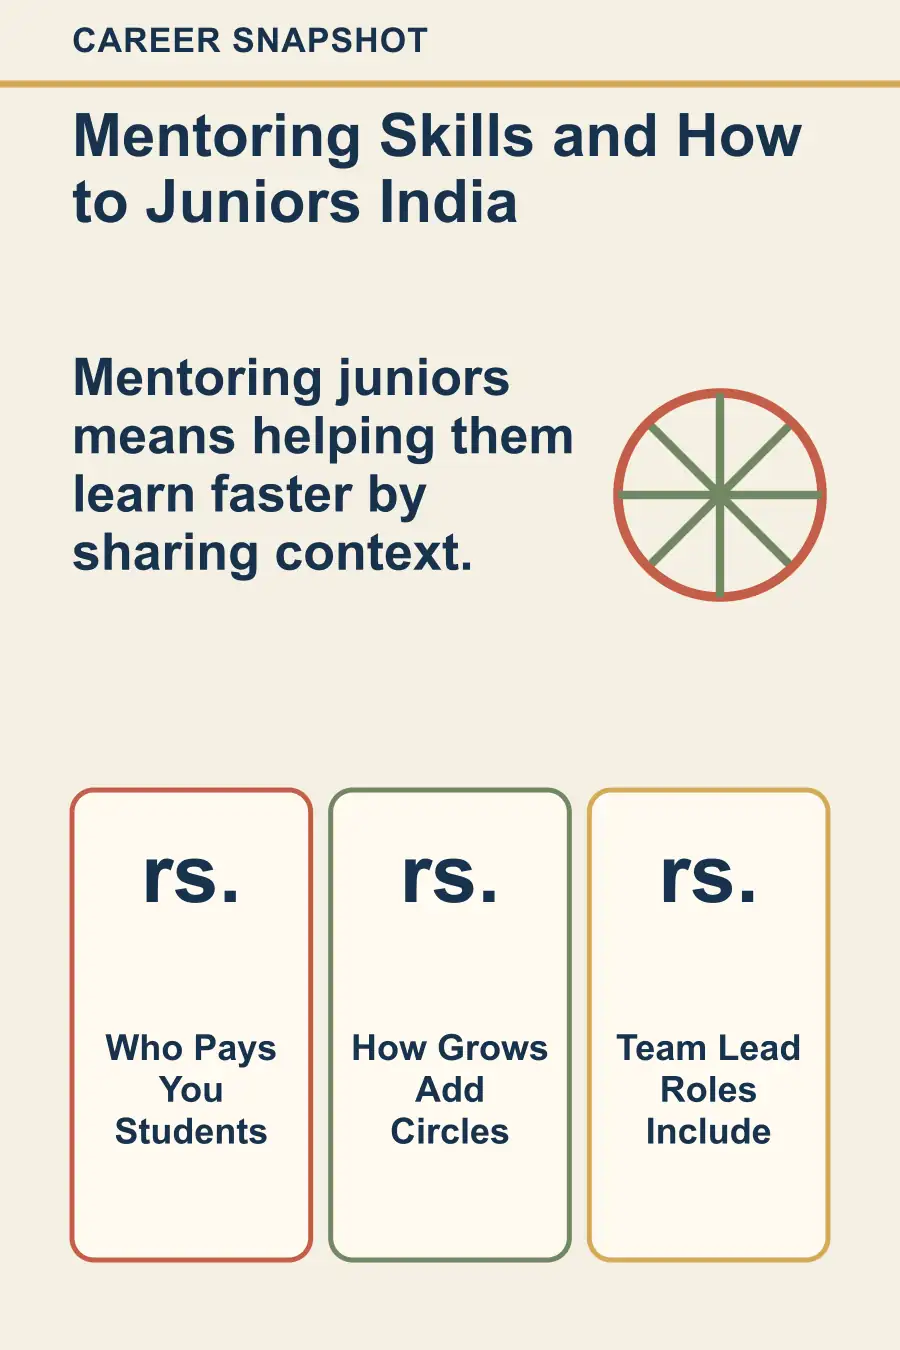 CAREER SNAPSHOT
Mentoring Skills and How
to Juniors India
Mentoring juniors
means helping them
learn faster by
sharing context.
rs.
Who Pays
You
Students
rs.
How Grows
Add
Circles
rs.
Team Lead
Roles
Include